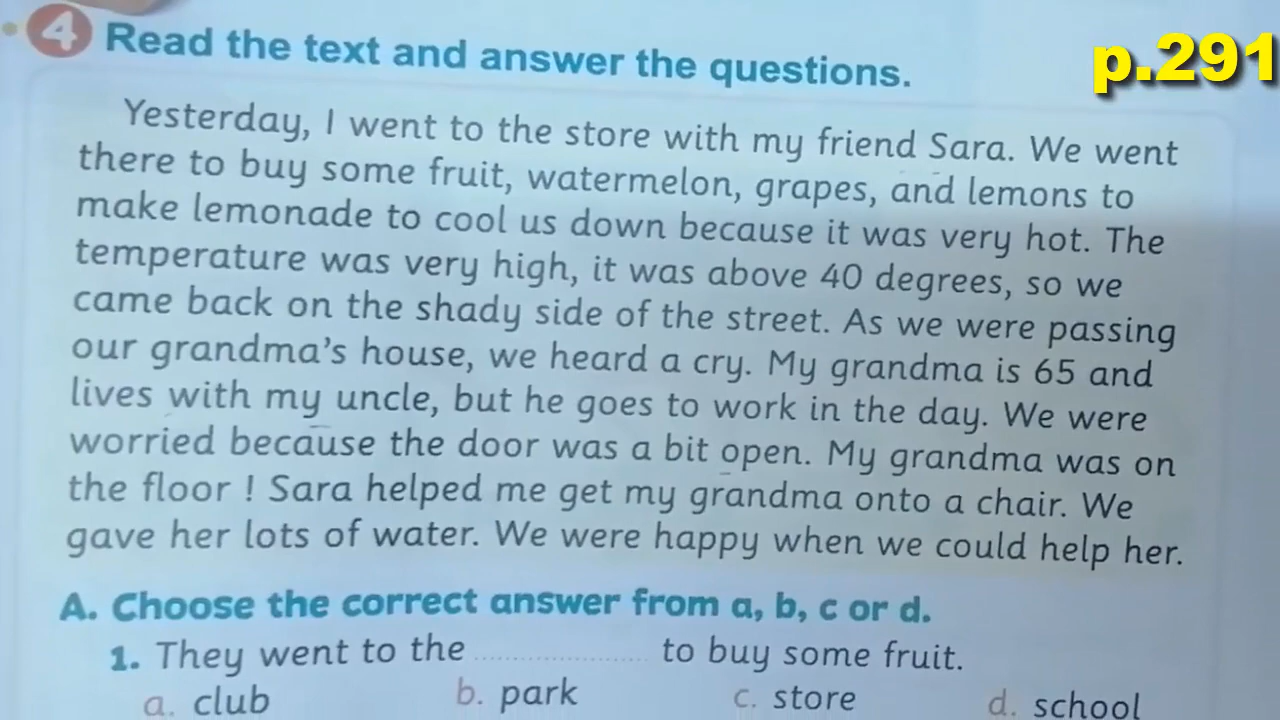 4 Read the text and answer the questions.
p.291
Yesterday, I went to the store with my friend Sara. We went
there to buy some fruit, watermelon, grapes, and lemons to
make lemonade to cool us down because it was very hot. The
temperature was very high, it was above 40 degrees, so we
came back on the shady side of the street. As we were passing
our grandma's house, we heard a cry. My grandma is 65 and
lives with my uncle, but he goes to work in the day. We were
worried because the door was a bit open. My grandma was on
the floor ! Sara helped me get my grandma onto a chair. We
gave her lots of water. We were happy when we could help her.
A. Choose the correct answer from a, b, c or d.
1. They went to the .................... to buy some fruit.
a. club b. park c. store d. school